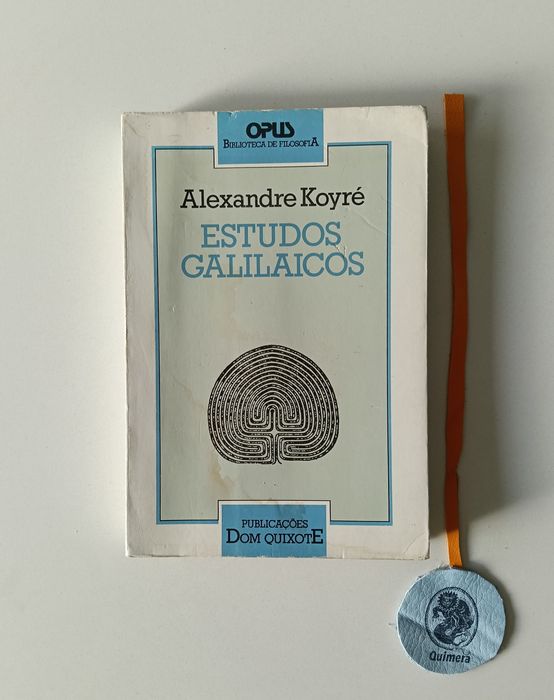 OPUS
BIBLIOTECA DE FILOSOFIA
Alexandre Koyré
ESTUDOS
GALILAICOS
PUBLICAÇÕES
DOM QUIXOTE
Quimera